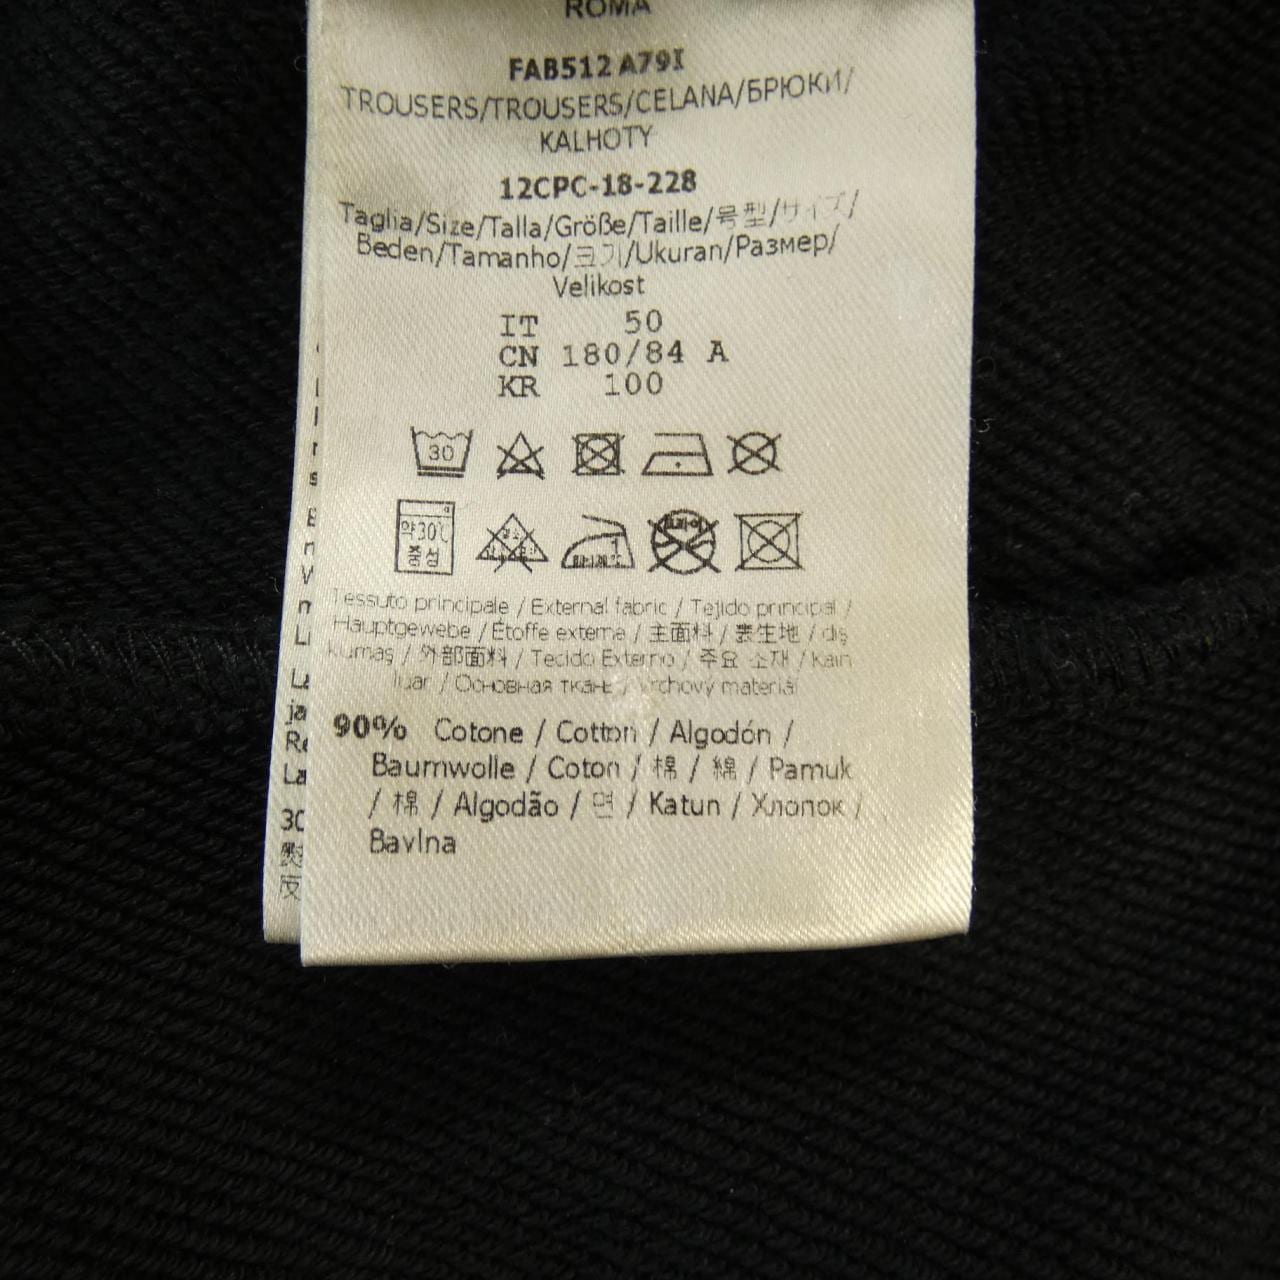 ROMA
FAB512 A79I
TROUSERS/TROUSERS/CELANA/БРЮКИ/
KALHOTY
12CPC-18-228
Taglia/Size/Talla/Größe/Taille/号型/サイズ/
Beden/Tamanho/크기/Ukuran/Размер/
Velikost
IT 50
CN 180/84 A
KR 100
30
약30℃
중성
Tessuto principale / External fabric / Tejido principal /
Hauptgewebe / Étoffe externe / 主面料 / 表生地 / dış
kumaş / 外部面料 / Tecido Externo / 주요 소재 / Kain
luar / Основная ткань / Vrchový materiál
90% Cotone / Cotton / Algodón /
Baumwolle / Coton / 棉 / 綿 / Pamuk
/ 棉 / Algodão / 면 / Katun / Хлопок /
Bavlna